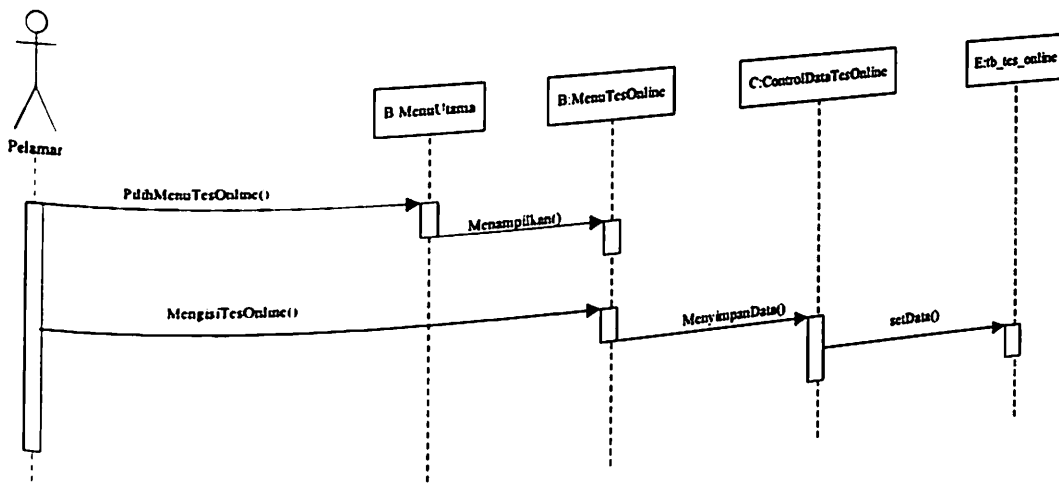 Pelamar
B MenuUtama
B:MenuTesOnline
C:ControlDataTesOnline
E:tb_tes_online
PilihMenuTesOnline()
Menampilkan()
MengisiTesOnline()
MenyimpanData()
setData()